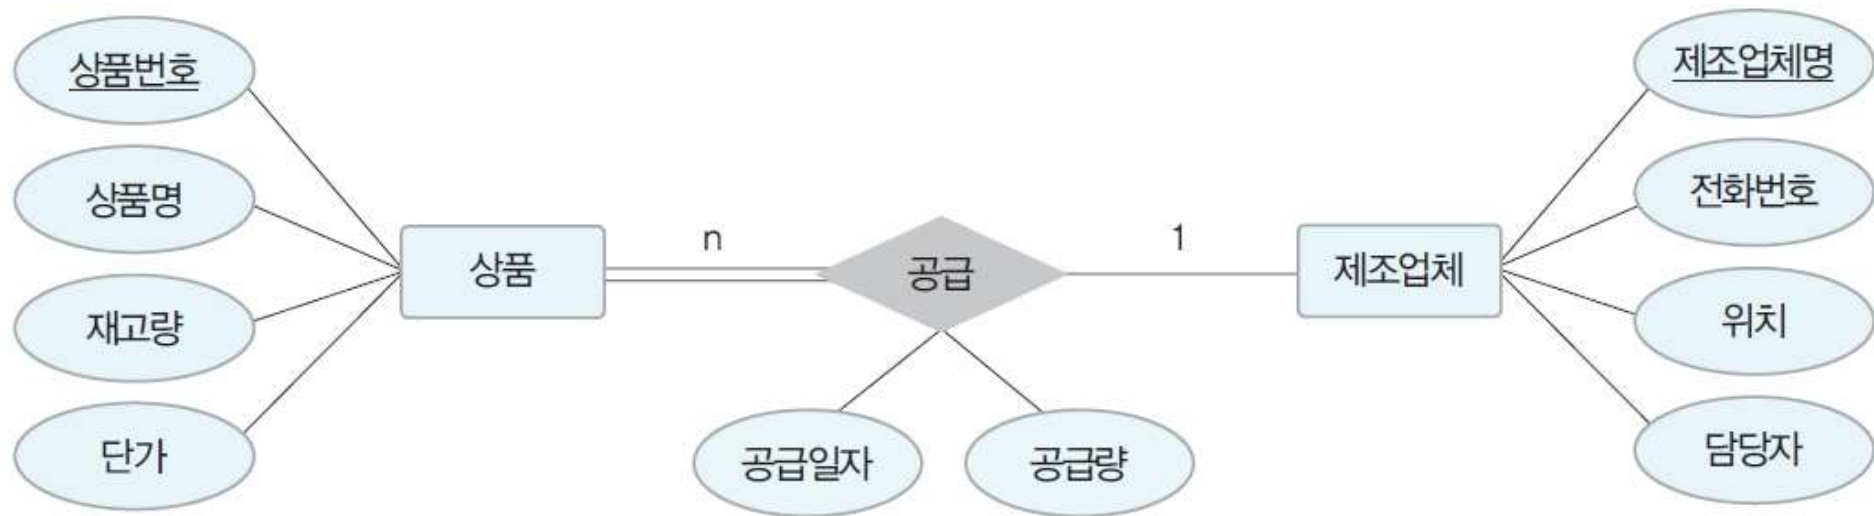 상품번호
상품명
재고량
단가
상품
n
공급
1
제조업체
공급일자
공급량
제조업체명
전화번호
위치
담당자